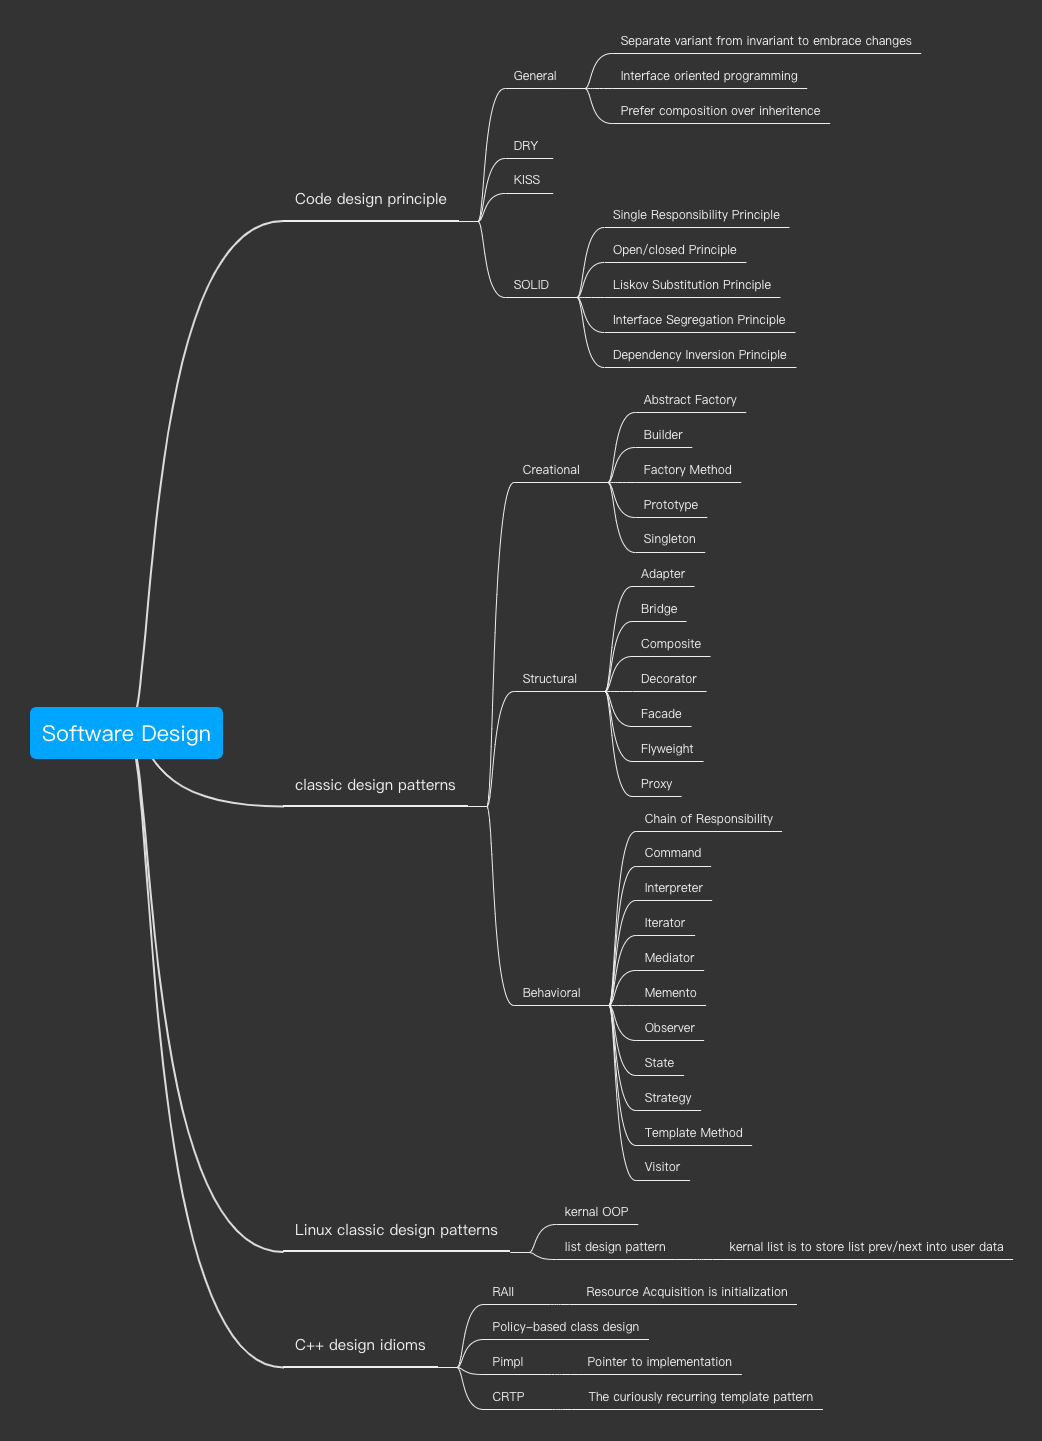 Software Design
Code design principle
General
Separate variant from invariant to embrace changes
Interface oriented programming
Prefer composition over inheritence
DRY
KISS
SOLID
Single Responsibility Principle
Open/closed Principle
Liskov Substitution Principle
Interface Segregation Principle
Dependency Inversion Principle
classic design patterns
Creational
Abstract Factory
Builder
Factory Method
Prototype
Singleton
Structural
Adapter
Bridge
Composite
Decorator
Facade
Flyweight
Proxy
Behavioral
Chain of Responsibility
Command
Interpreter
Iterator
Mediator
Memento
Observer
State
Strategy
Template Method
Visitor
Linux classic design patterns
kernal OOP
list design pattern
kernal list is to store list prev/next into user data
C++ design idioms
RAII
Resource Acquisition is initialization
Policy-based class design
Pimpl
Pointer to implementation
CRTP
The curiously recurring template pattern